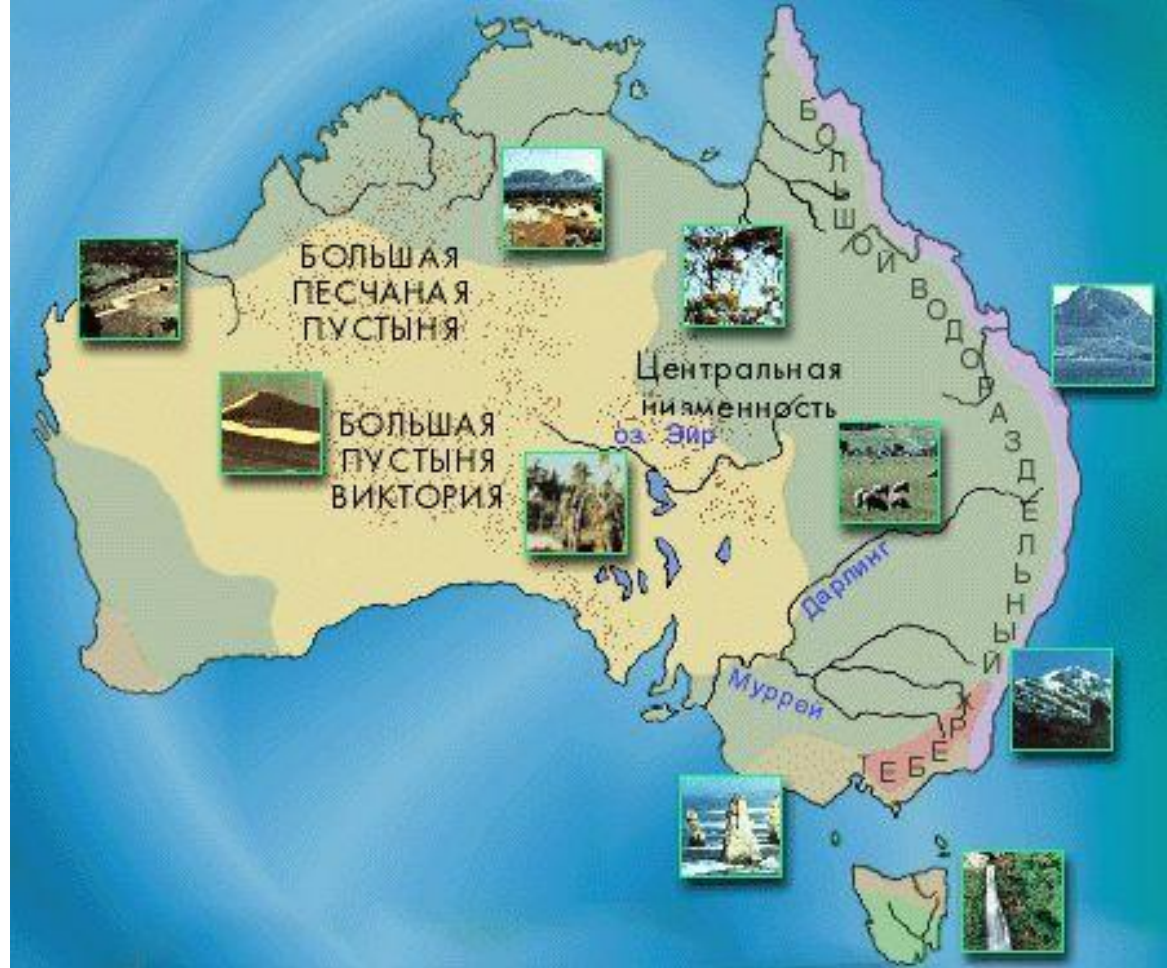 БОЛЬШАЯ
ПЕСЧАНАЯ
ПУСТЫНЯ
БОЛЬШАЯ
ПУСТЫНЯ
ВИКТОРИЯ
Центральная
низменность
оз. Эйр
Дарлинг
Муррей
БОЛЬШОЙ ВОДОРАЗДЕЛЬНЫЙ
ХРЕБЕТ